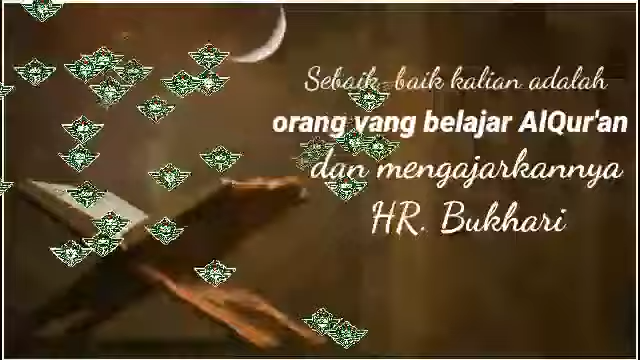 Sebaik-baik kalian adalah
orang yang belajar AlQur'an
dan mengajarkannya
HR. Bukhari